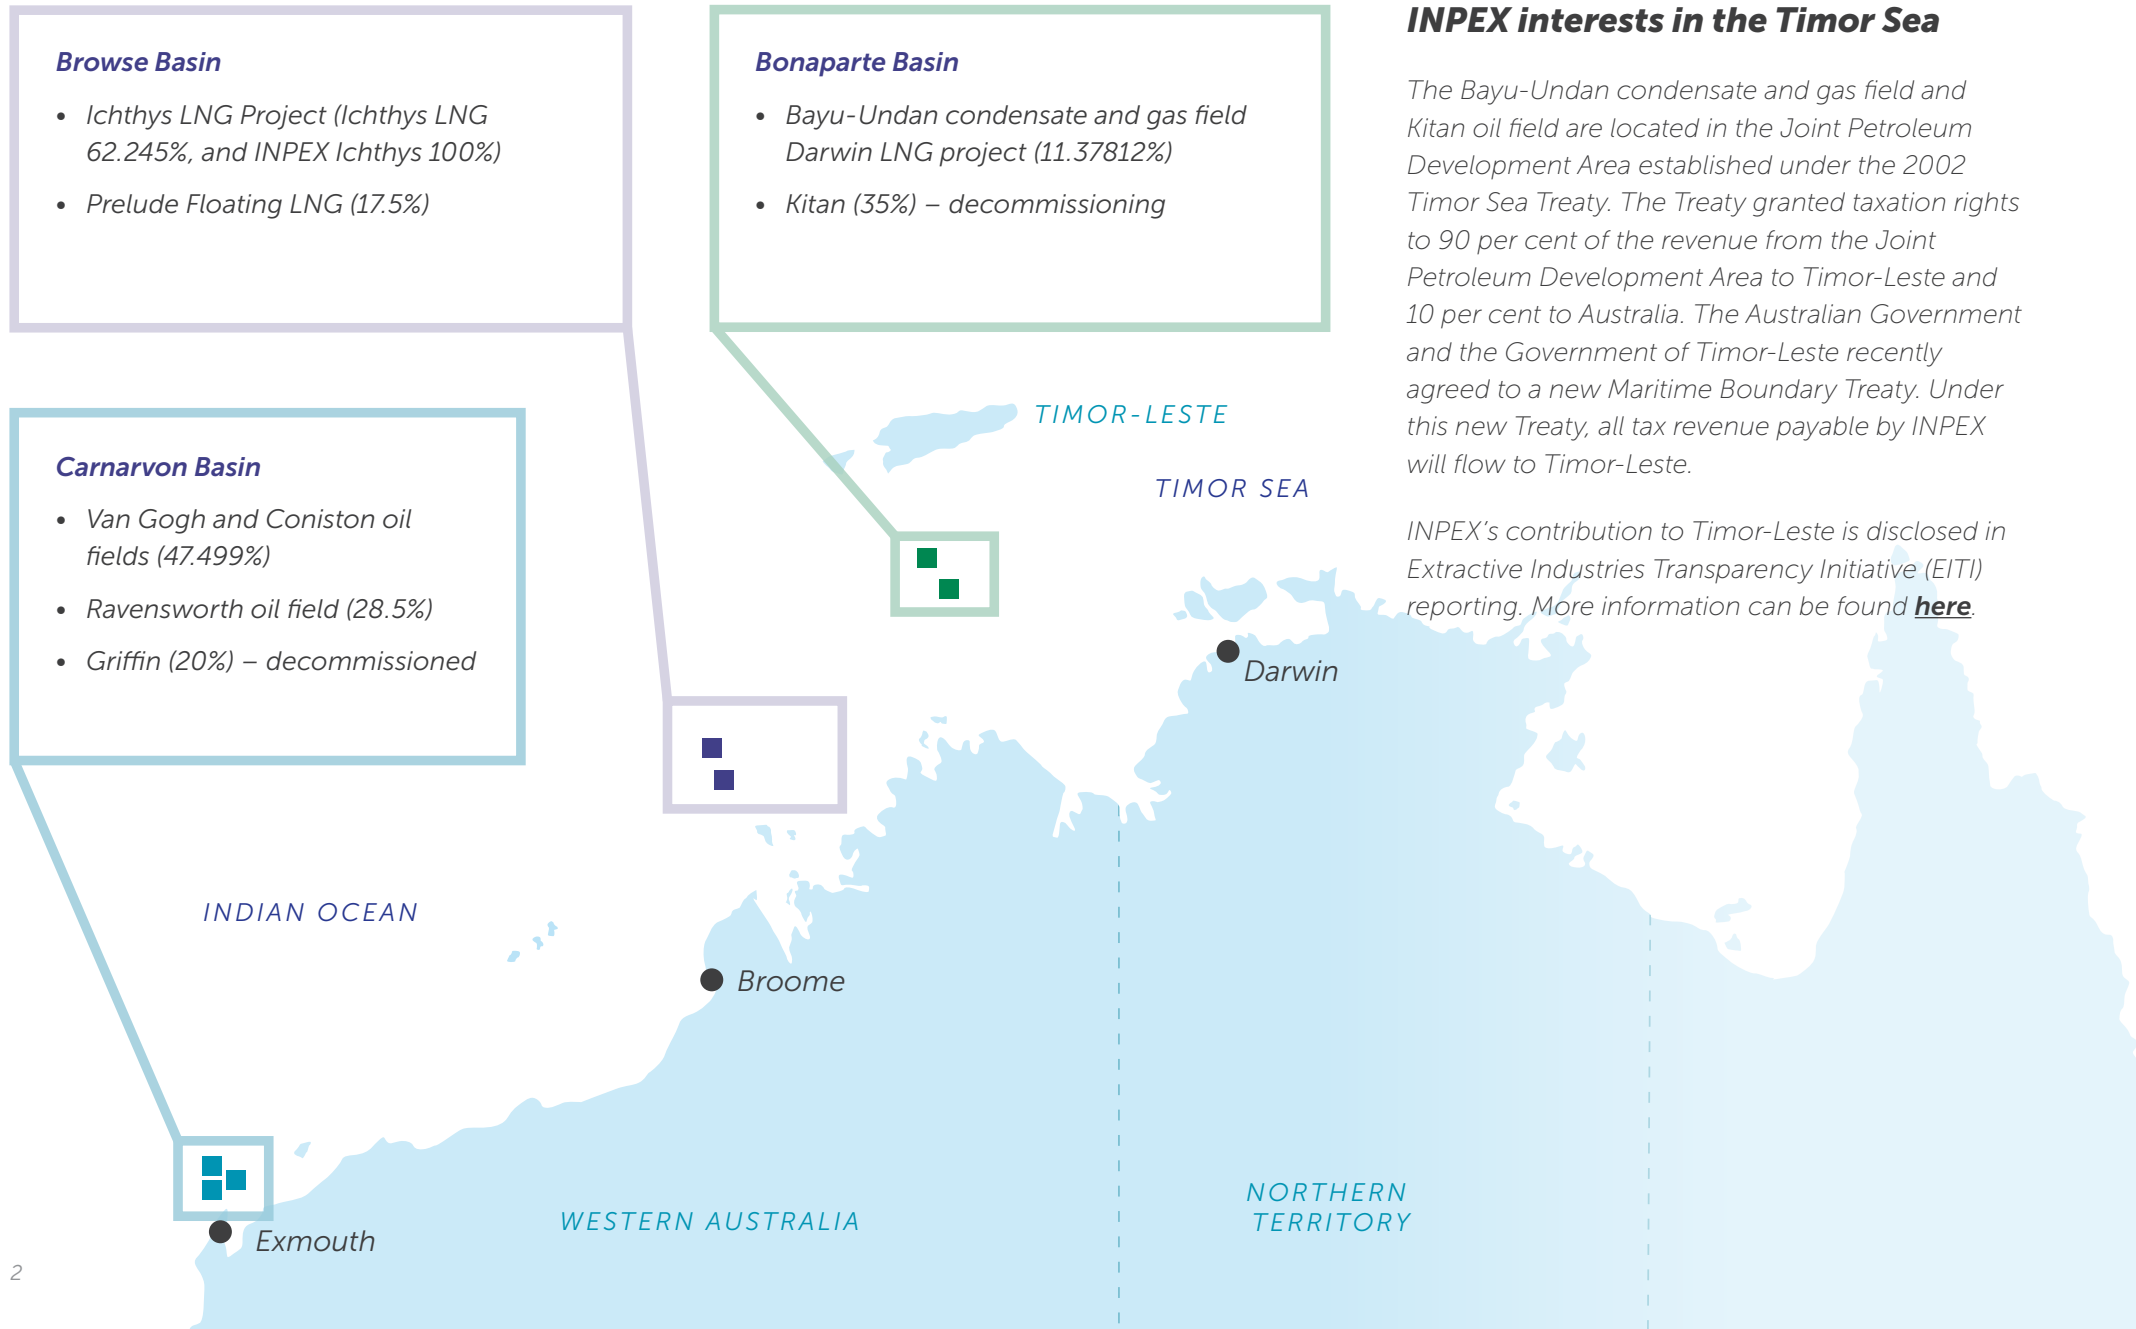 Browse Basin
• Ichthys LNG Project (Ichthys LNG
62.245%, and INPEX Ichthys 100%)
• Prelude Floating LNG (17.5%)
Bonaparte Basin
• Bayu-Undan condensate and gas field
Darwin LNG project (11.37812%)
• Kitan (35%) – decommissioning
Carnarvon Basin
• Van Gogh and Coniston oil
fields (47.499%)
• Ravensworth oil field (28.5%)
• Griffin (20%) – decommissioned
INPEX interests in the Timor Sea
The Bayu-Undan condensate and gas field and
Kitan oil field are located in the Joint Petroleum
Development Area established under the 2002
Timor Sea Treaty. The Treaty granted taxation rights
to 90 per cent of the revenue from the Joint
Petroleum Development Area to Timor-Leste and
10 per cent to Australia. The Australian Government
and the Government of Timor-Leste recently
agreed to a new Maritime Boundary Treaty. Under
this new Treaty, all tax revenue payable by INPEX
will flow to Timor-Leste.
INPEX's contribution to Timor-Leste is disclosed in
Extractive Industries Transparency Initiative (EITI)
reporting. More information can be found here.
TIMOR-LESTE
TIMOR SEA
Darwin
INDIAN OCEAN
Broome
WESTERN AUSTRALIA
NORTHERN
TERRITORY
Exmouth
2